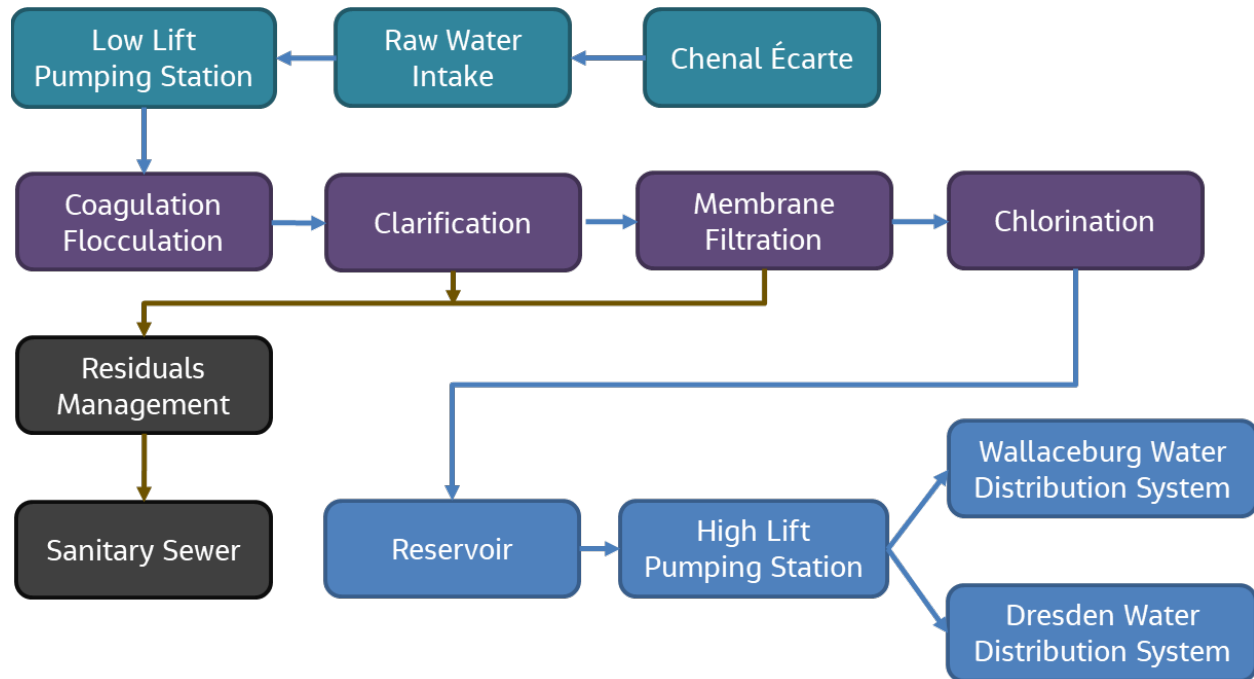 Low Lift
Pumping Station
Raw Water
Intake
Chenal Écarte
Coagulation
Flocculation
Clarification
Membrane
Filtration
Chlorination
Residuals
Management
Sanitary Sewer
Reservoir
High Lift
Pumping Station
Wallaceburg Water
Distribution System
Dresden Water
Distribution System